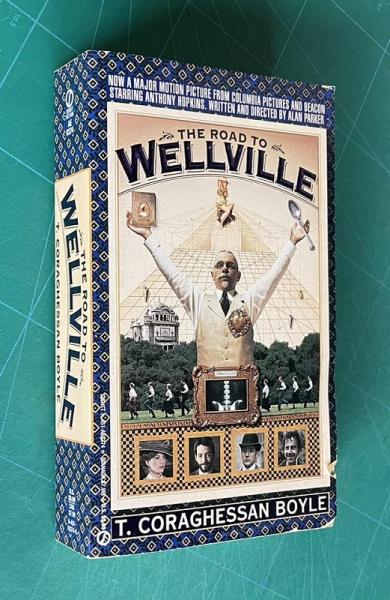 NOW A MAJOR MOTION PICTURE FROM COLUMBIA PICTURES AND BEACON
STARRING ANTHONY HOPKINS. WRITTEN AND DIRECTED BY ALAN PARKER
THE ROAD TO
WELLVILLE
T. CORAGHESSAN BOYLE
THE ROAD TO
WELLVILLE
T. CORAGHESSAN BOYLE